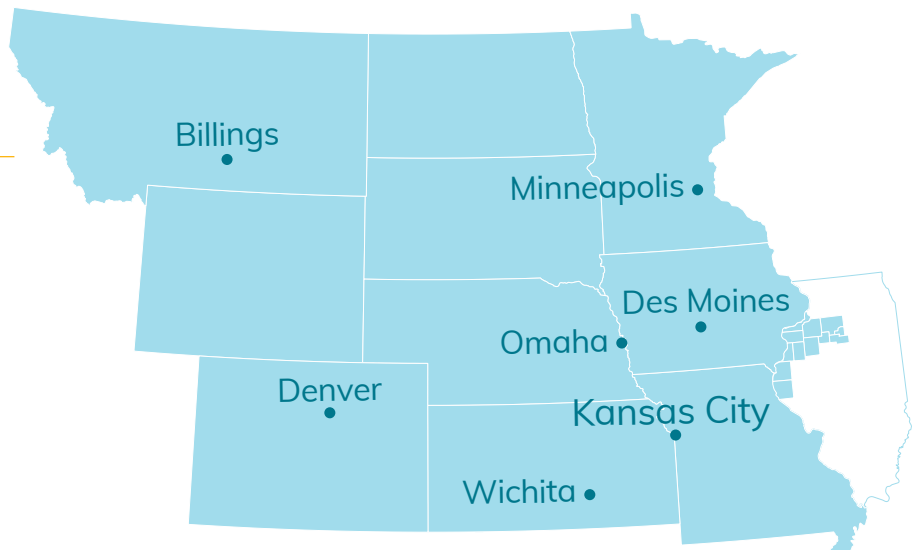 Billings
Minneapolis
Des Moines
Omaha
Denver
Kansas City
Wichita